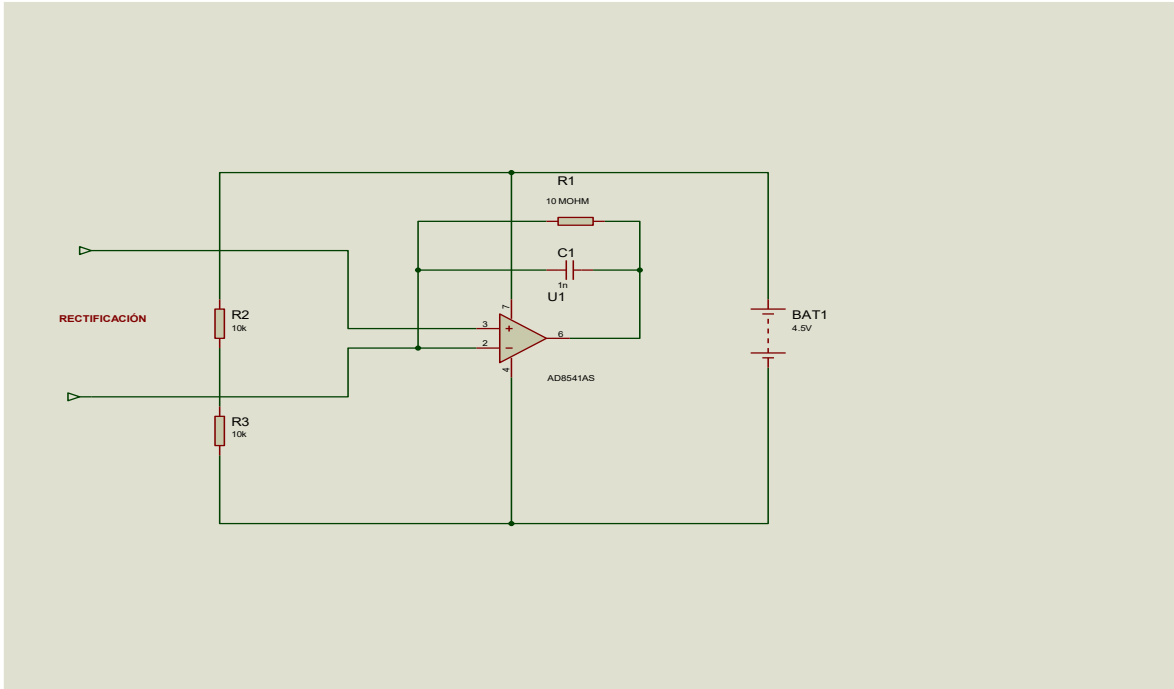 R1
10 MOHM
C1
1n
U1
RECTIFICACIÓN
R2
10k
7
3
+
6
2
−
4
BAT1
4.5V
AD8541AS
R3
10k